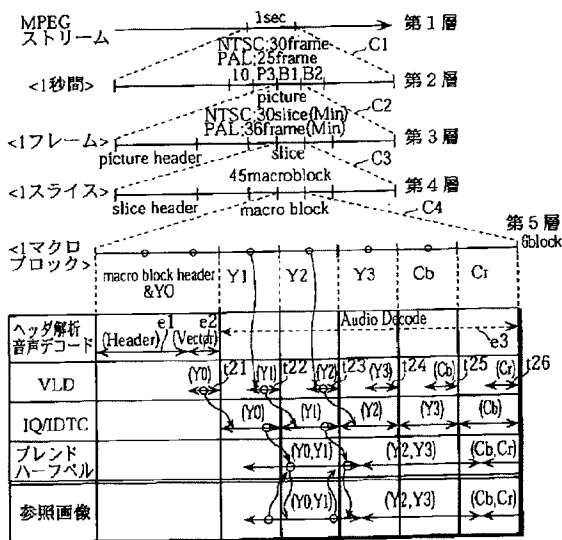 MPEG
ストリーム
1sec
第1層
NTSC;30frame
PAL;25frame
C1
<1秒間>
10 P3 B1 B2
第2層
picture
C2
NTSC;30slice(Min)
PAL;36frame(Min)
<1フレーム>
第3層
picture header
slice
C3
45macroblock
<1スライス>
第4層
slice header
macro block
C4
第5層
6block
<1マクロ
ブロック>
macro block header
&Y0
Y1
Y2
Y3
Cb
Cr
ヘッダ解析
音声デコード
e1
e2
(Header)/(Vector)
Audio Decode
e3
VLD
(Y0)
t21
(Y1)
t22
(Y2)
t23
(Y3)
t24
(Cb)
t25
(Cr)
t26
IQ/IDTC
(Y0)
(Y1)
(Y2)
(Y3)
(Cb)
ブレンド
ハーフペル
(Y0,Y1)
(Y2,Y3)
(Cb,Cr)
参照画像
(Y0,Y1)
(Y2,Y3)
(Cb,Cr)